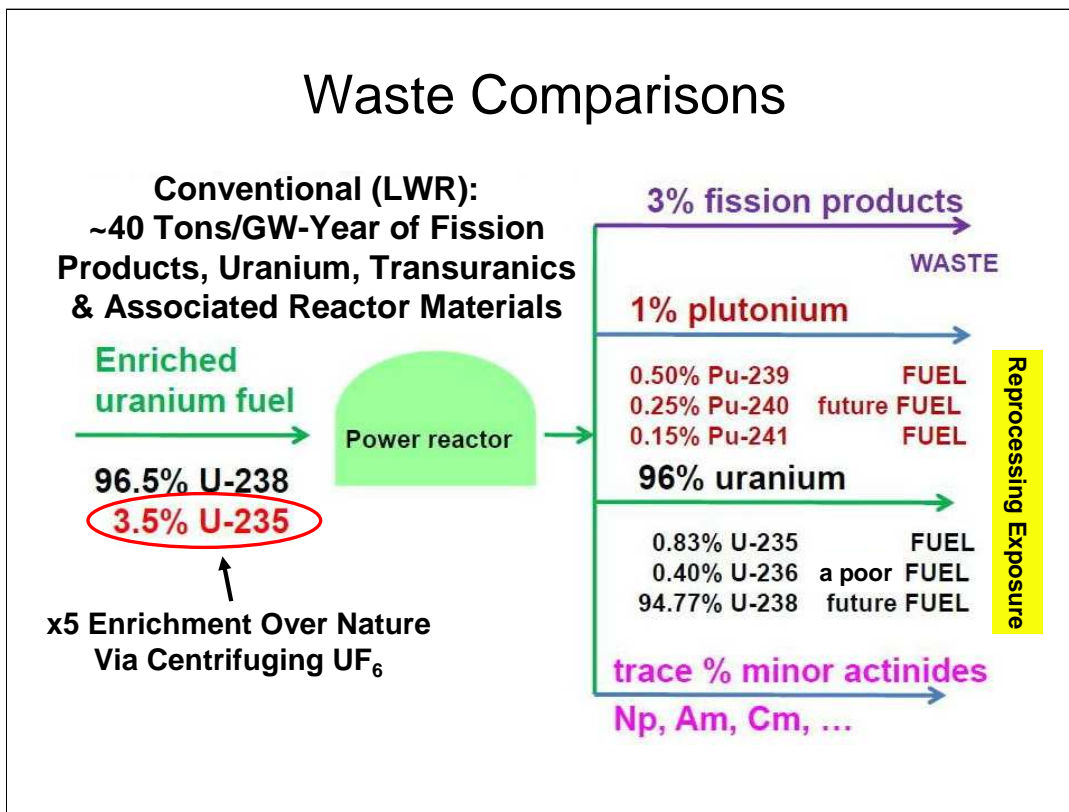 Waste Comparisons
Conventional (LWR):
~40 Tons/GW-Year of Fission
Products, Uranium, Transuranics
& Associated Reactor Materials
Enriched
uranium fuel
96.5% U-238
3.5% U-235
x5 Enrichment Over Nature
Via Centrifuging UF₆
Power reactor
3% fission products
WASTE
1% plutonium
0.50% Pu-239 FUEL
0.25% Pu-240 future FUEL
0.15% Pu-241 FUEL
96% uranium
0.83% U-235 FUEL
0.40% U-236 a poor FUEL
94.77% U-238 future FUEL
trace % minor actinides
Np, Am, Cm, …
Reprocessing Exposure